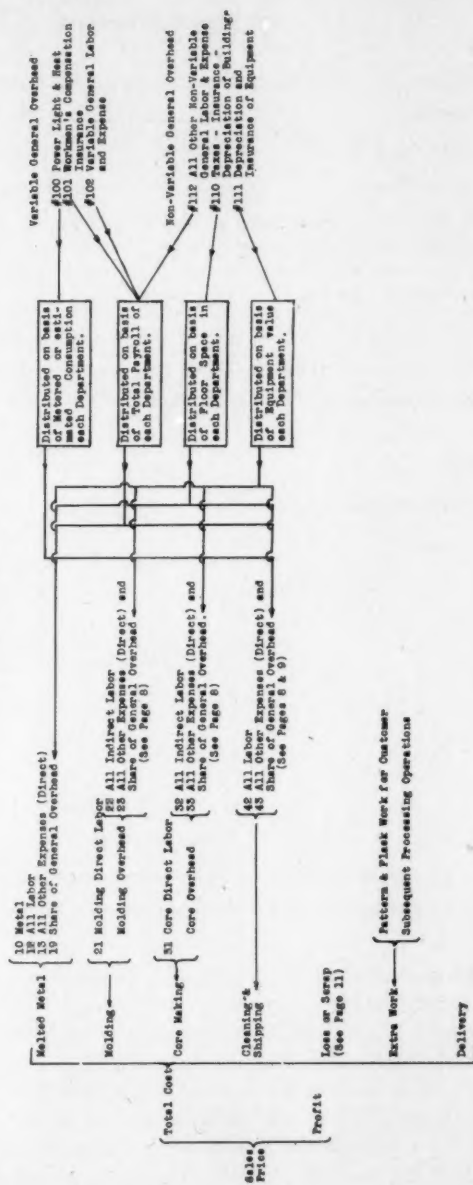 Sales
Price
Total Cost
Profit
Melted Metal
10 Metal
12 All Labor
13 All Other Expenses (Direct)
19 Share of General Overhead
Molding
21 Molding Direct Labor
Molding Overhead
22 All Indirect Labor
23 All Other Expenses (Direct) and
Share of General Overhead
(See Page 8)
Core Making
31 Core Direct Labor
Core Overhead
32 All Indirect Labor
33 All Other Expenses (Direct) and
Share of General Overhead.
(See Page 8)
Cleaning &
Shipping
42 All Labor
43 All Other Expenses (Direct) and
Share of General Overhead
(See Pages 8 & 9)
Loss or Scrap
(See Page 11)
Extra Work
Pattern & Flask Work for Customer
Subsequent Processing Operations
Delivery
Distributed on basis
of Metered or esti-
mated Consumption
each Department.
Distributed on basis
of Total Payroll of
each Department.
Distributed on basis
of Floor Space in
each Department.
Distributed on basis
of Equipment value
each Department.
Variable General Overhead
#100 Power Light & Heat
#101 Workmen's Compensation
Insurance
#102 Variable General Labor
and Expense
Non-Variable General Overhead
#112 All Other Non-Variable
General Labor & Expense
#110 Taxes - Insurance -
Depreciation of Buildings
#111 Depreciation and
Insurance of Equipment